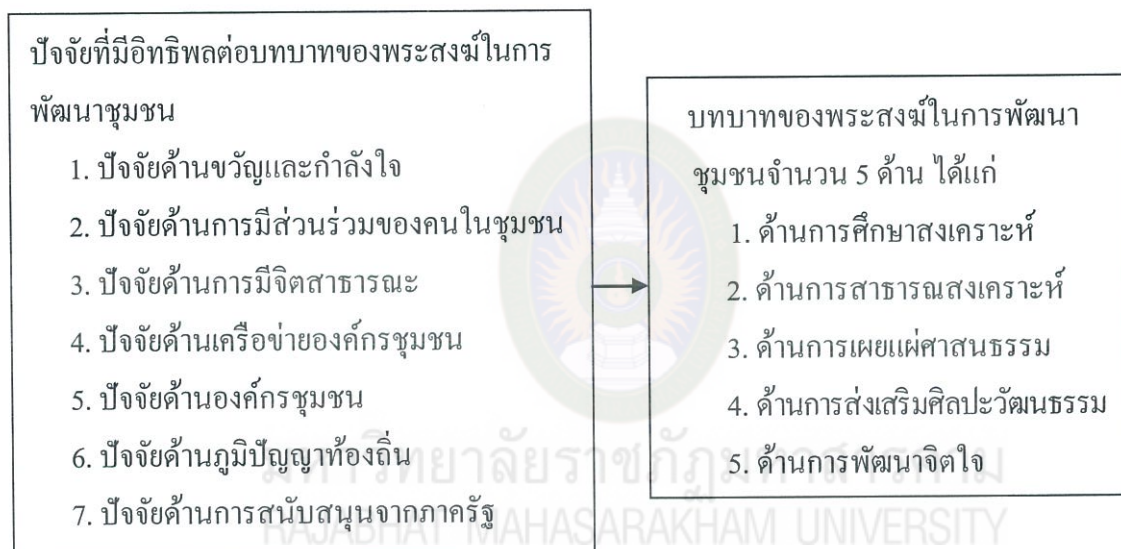 ปัจจัยที่มีอิทธิพลต่อบทบาทของพระสงฆ์ในการ
พัฒนาชุมชน
1. ปัจจัยด้านขวัญและกำลังใจ
2. ปัจจัยด้านการมีส่วนร่วมของคนในชุมชน
3. ปัจจัยด้านการมีจิตสาธารณะ
4. ปัจจัยด้านเครือข่ายองค์กรชุมชน
5. ปัจจัยด้านองค์กรชุมชน
6. ปัจจัยด้านภูมิปัญญาท้องถิ่น
7. ปัจจัยด้านการสนับสนุนจากภาครัฐ
บทบาทของพระสงฆ์ในการพัฒนา
ชุมชนจำนวน 5 ด้าน ได้แก่
1. ด้านการศึกษาสงเคราะห์
2. ด้านการสาธารณสงเคราะห์
3. ด้านการเผยแผ่ศาสนธรรม
4. ด้านการส่งเสริมศิลปะวัฒนธรรม
5. ด้านการพัฒนาจิตใจ
มหาวิทยาลัยราชภัฏมหาสารคาม
RAJABHAT MAHASARAKHAM UNIVERSITY